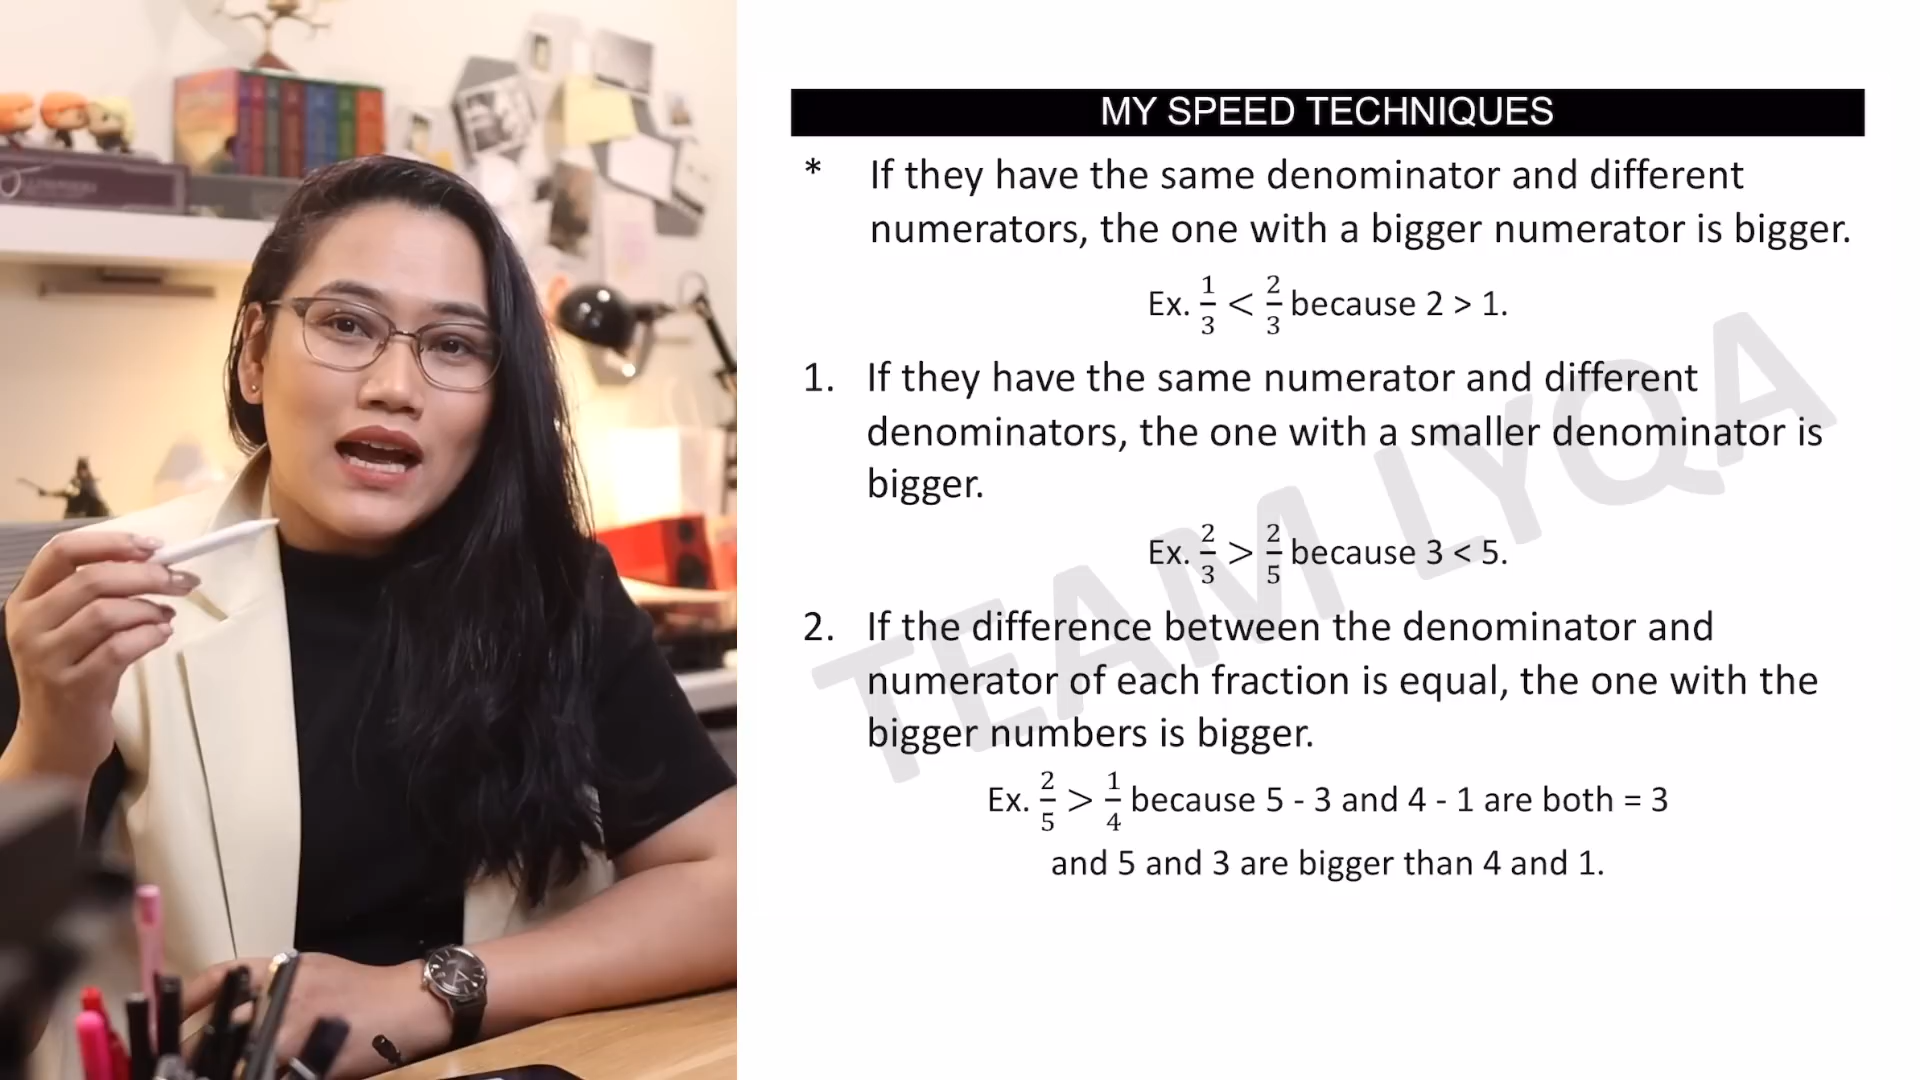 MY SPEED TECHNIQUES
* If they have the same denominator and different
numerators, the one with a bigger numerator is bigger.
Ex. 1/3 < 2/3 because 2 > 1.
1. If they have the same numerator and different
denominators, the one with a smaller denominator is
bigger.
Ex. 2/3 > 2/5 because 3 < 5.
2. If the difference between the denominator and
numerator of each fraction is equal, the one with the
bigger numbers is bigger.
Ex. 2/5 > 1/4 because 5 - 3 and 4 - 1 are both = 3
and 5 and 3 are bigger than 4 and 1.
TEAM LYQA